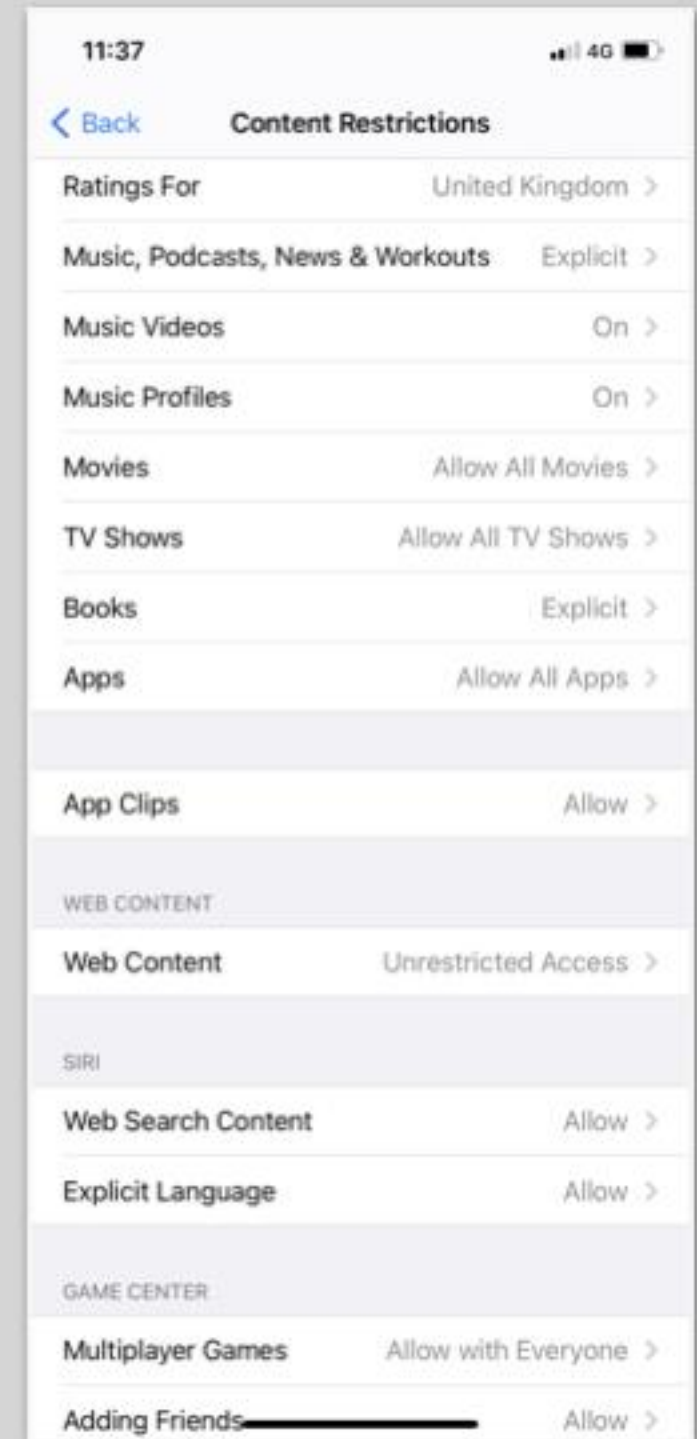 11:37 4G
Back Content Restrictions
Ratings For United Kingdom
Music, Podcasts, News & Workouts Explicit
Music Videos On
Music Profiles On
Movies Allow All Movies
TV Shows Allow All TV Shows
Books Explicit
Apps Allow All Apps
App Clips Allow
WEB CONTENT
Web Content Unrestricted Access
SIRI
Web Search Content Allow
Explicit Language Allow
GAME CENTER
Multiplayer Games Allow with Everyone
Adding Friends Allow